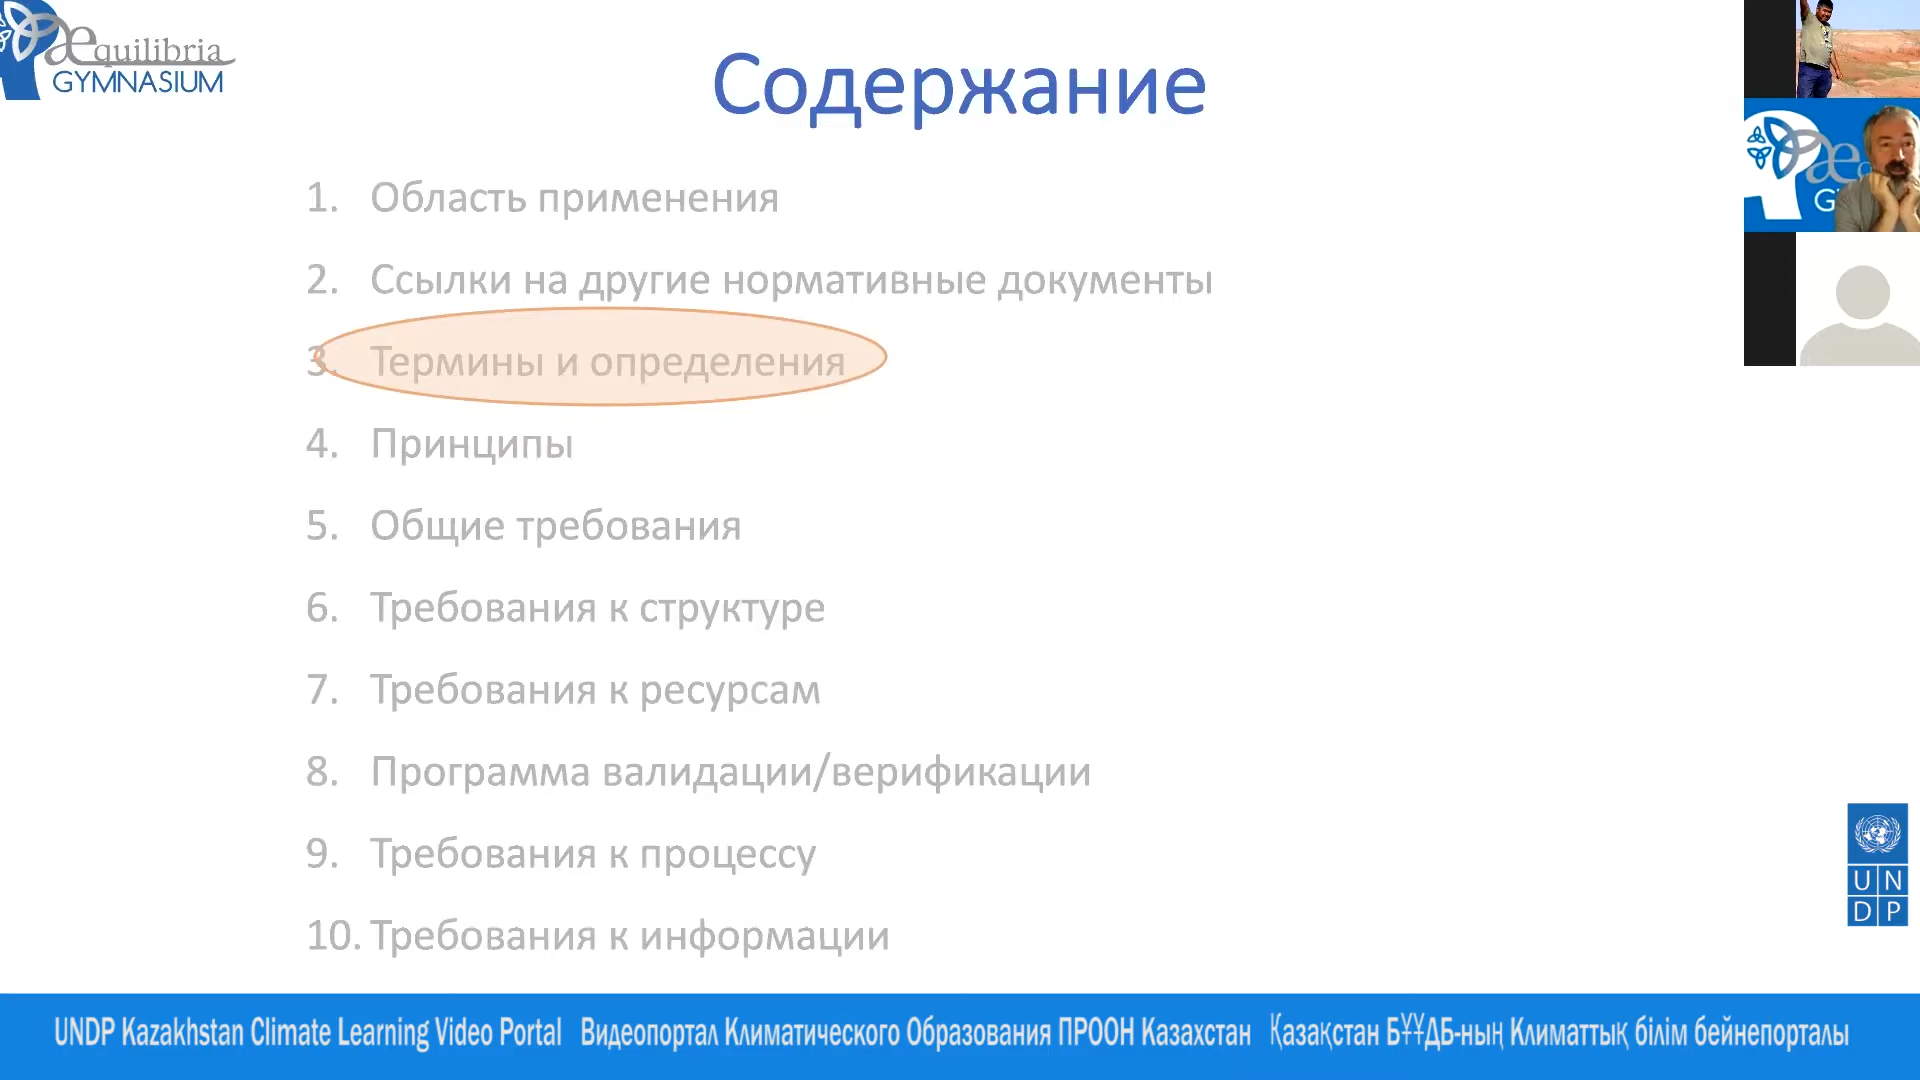 Æquilibria
GYMNASIUM
Содержание
1. Область применения
2. Ссылки на другие нормативные документы
3. Термины и определения
4. Принципы
5. Общие требования
6. Требования к структуре
7. Требования к ресурсам
8. Программа валидации/верификации
9. Требования к процессу
10. Требования к информации
æ
G
U N
D P
UNDP Kazakhstan Climate Learning Video Portal Видеопортал Климатического Образования ПРООН Казахстан Қазақстан БҰҰДБ-ның Климаттық білім бейнепорталы